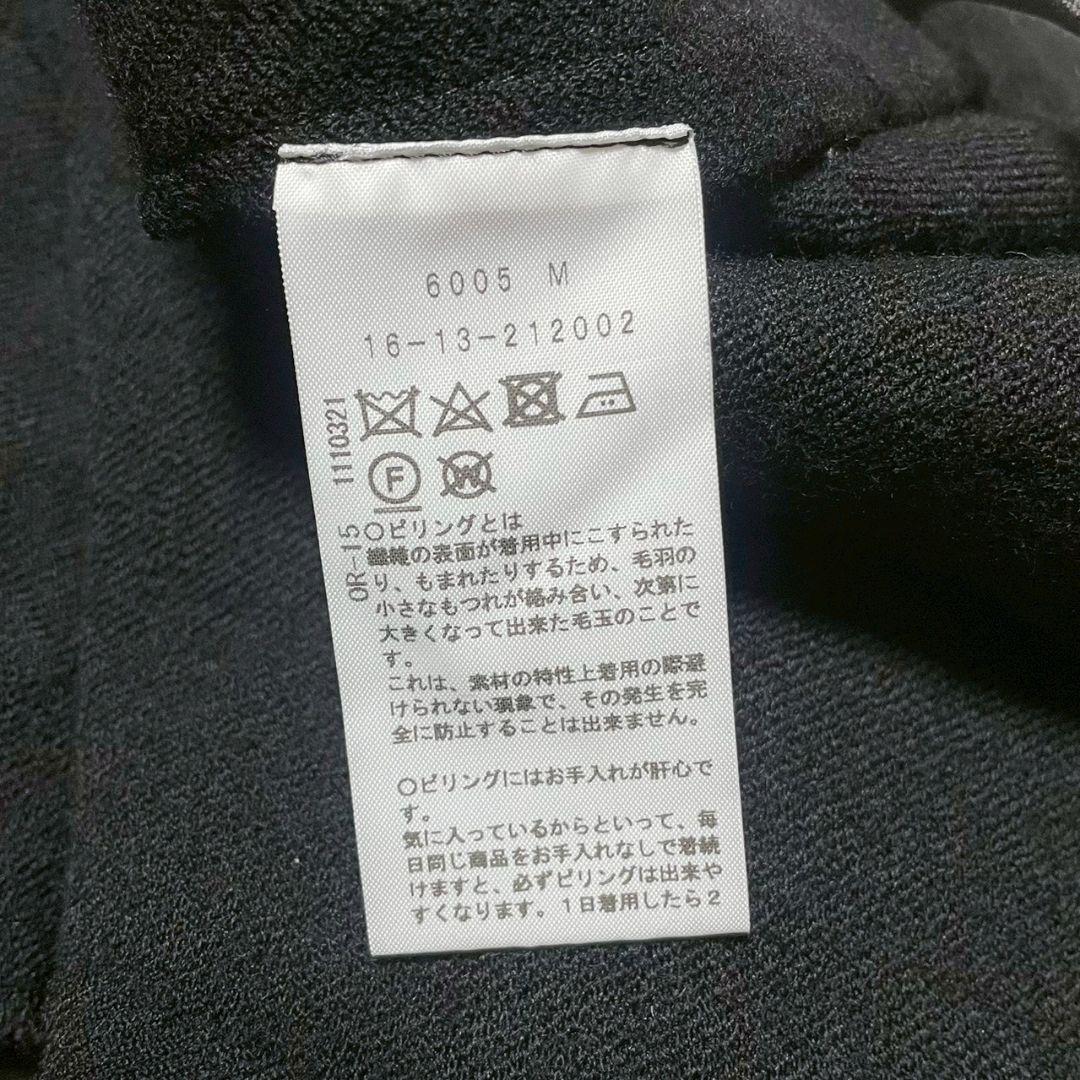 6005 M
16-13-212002
1110321
F
W
OR-15
○ピリングとは
繊維の表面が着用中にこすられた
り、もまれたりするため、毛羽の
小さなもつれが絡み合い、次第に
大きくなって出来た毛玉のことで
す。
これは、素材の特性上着用の際避
けられない現象で、その発生を完
全に防止することは出来ません。
○ピリングにはお手入れが肝心で
す。
気に入っているからといって、毎
日同じ商品をお手入れなしで着続
けますと、必ずピリングは出来や
すくなります。1日着用したら2